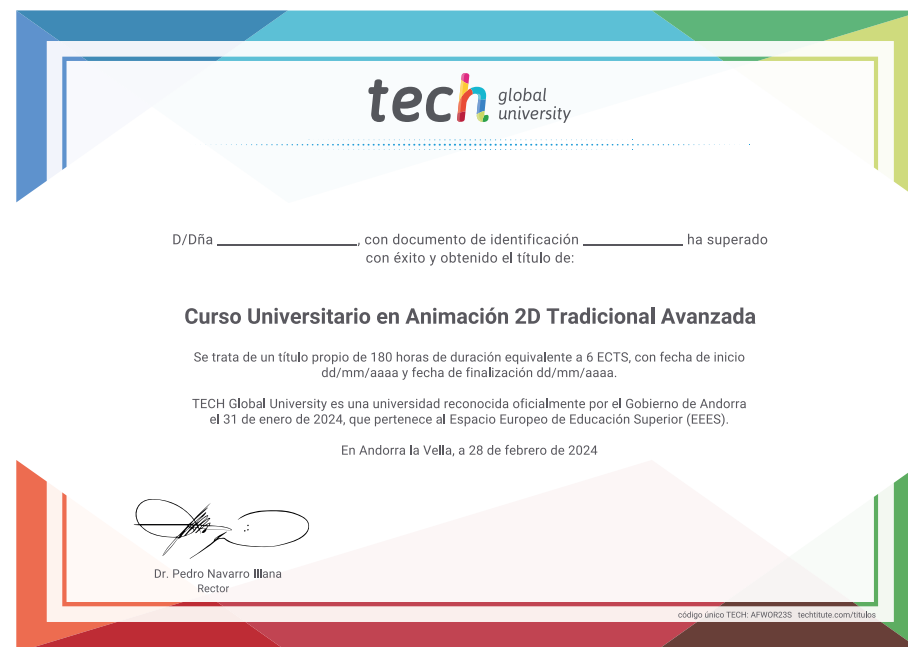 tech global university
D/Dña ____________, con documento de identificación ____________ ha superado
con éxito y obtenido el título de:
Curso Universitario en Animación 2D Tradicional Avanzada
Se trata de un título propio de 180 horas de duración equivalente a 6 ECTS, con fecha de inicio
dd/mm/aaaa y fecha de finalización dd/mm/aaaa.
TECH Global University es una universidad reconocida oficialmente por el Gobierno de Andorra
el 31 de enero de 2024, que pertenece al Espacio Europeo de Educación Superior (EEES).
En Andorra la Vella, a 28 de febrero de 2024
Dr. Pedro Navarro Illana
Rector
código único TECH: AFWOR23S techtitute.com/titulos